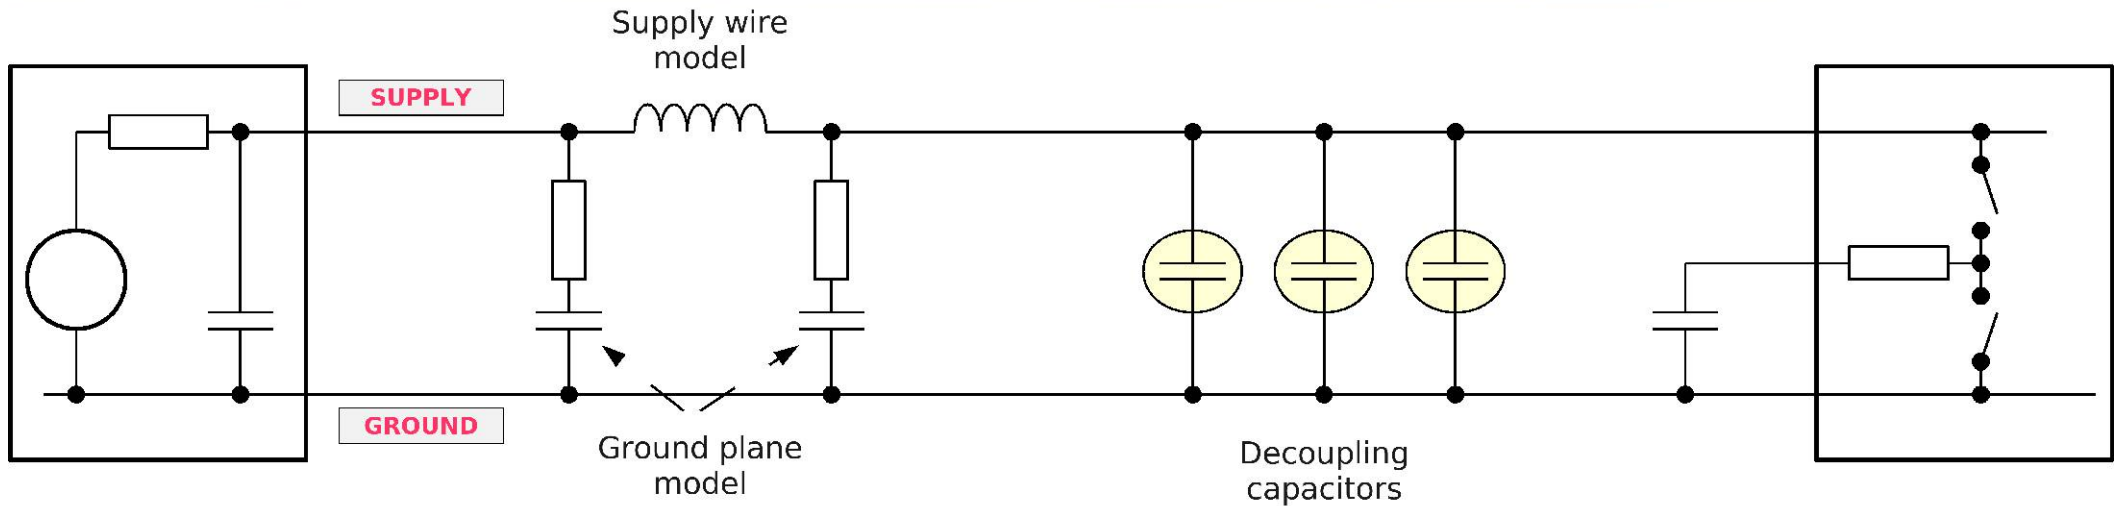 Supply wire
model
SUPPLY
GROUND
Ground plane
model
Decoupling
capacitors